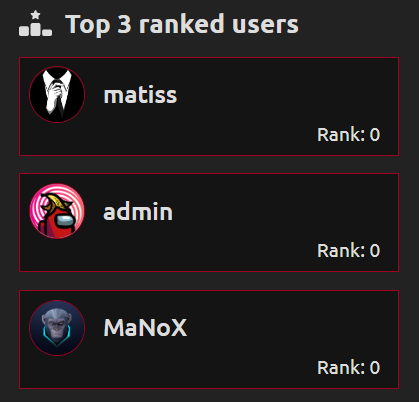 Top 3 ranked users
matiss
Rank: 0
admin
Rank: 0
MaNoX
Rank: 0